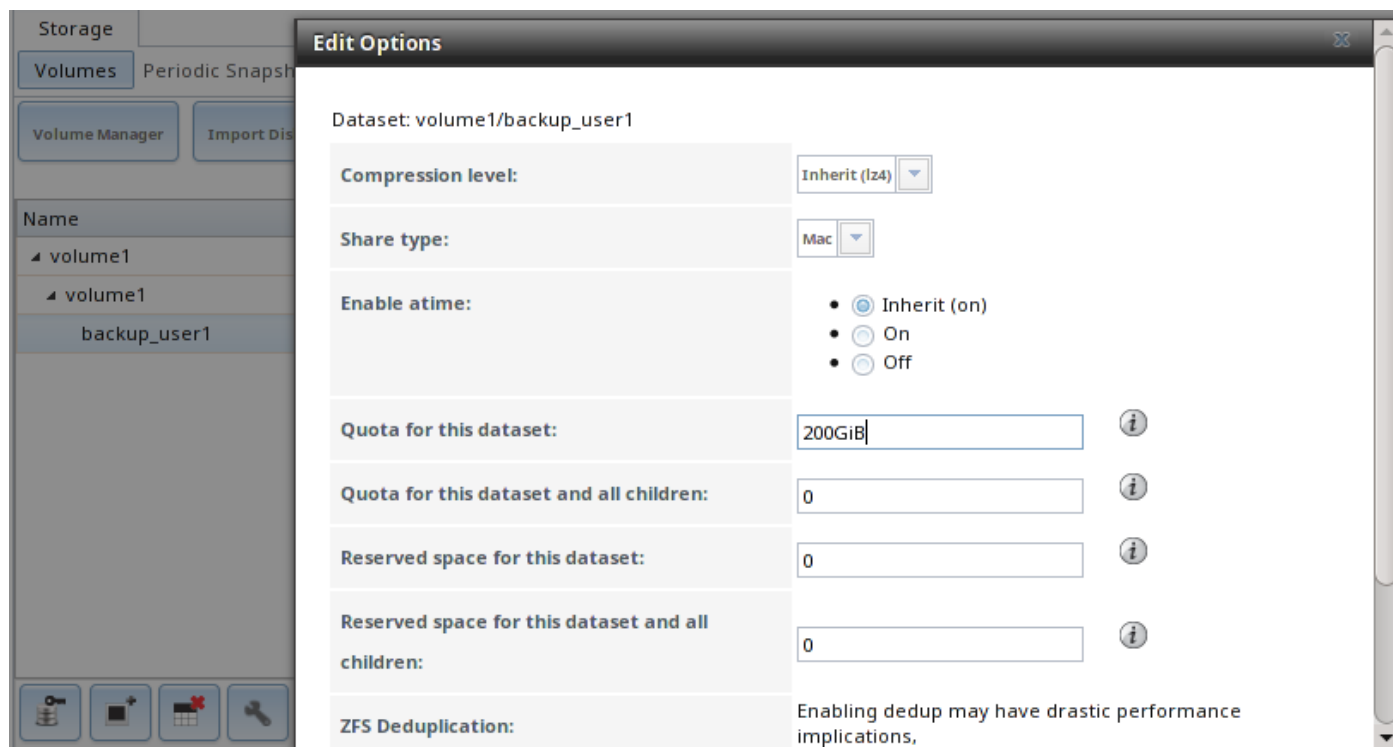 Storage
Edit Options
Volumes
Periodic Snapsh
Volume Manager
Import Dis
Dataset: volume1/backup_user1
Compression level:
Inherit (lz4)
Name
Share type:
Mac
volume1
volume1
backup_user1
Enable atime:
Inherit (on)
On
Off
Quota for this dataset:
200GiB
Quota for this dataset and all children:
0
Reserved space for this dataset:
0
Reserved space for this dataset and all
children:
0
ZFS Deduplication:
Enabling dedup may have drastic performance
implications,